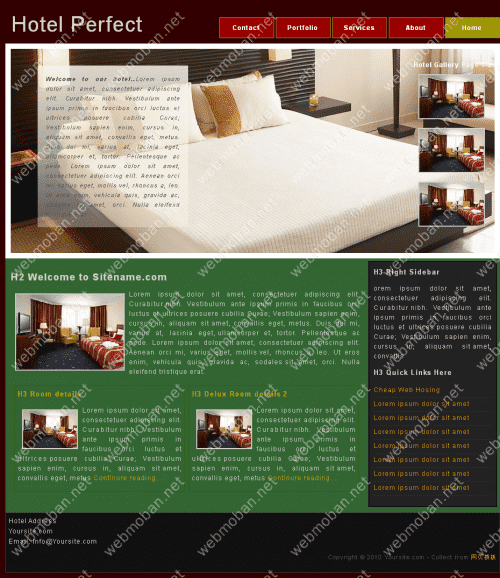 Hotel Perfect
Contact Portfolio Services About Home
Hotel Gallery Page
Welcome to our hotel..Lorem ipsum
dolor sit amet, consectetuer adipiscing
elit. Curabitur nibh. Vestibulum ante
ipsum primis in faucibus orci luctus et
ultrices posuere cubilia Curae;
Vestibulum sapien enim, cursus in,
aliquam sit amet, convallis eget, metus.
Duis dui mi, varius at, lacinia eget,
ullamcorper et, tortor. Pellentesque ac
pede. Lorem ipsum dolor sit amet,
consectetuer adipiscing elit. Aenean orci
mi, varius eget, mollis vel, rhoncus a, leo.
Ut eros enim, vehicula quis, gravida ac,
sodales sit amet, orci. Nulla eleifend
H2 Welcome to Sitename.com
Lorem ipsum dolor sit amet, consectetuer adipiscing elit.
Curabitur nibh. Vestibulum ante ipsum primis in faucibus orci
luctus et ultrices posuere cubilia Curae; Vestibulum sapien enim,
cursus in, aliquam sit amet, convallis eget, metus. Duis dui mi,
varius at, lacinia eget, ullamcorper et, tortor. Pellentesque ac
pede. Lorem ipsum dolor sit amet, consectetuer adipiscing elit.
Aenean orci mi, varius eget, mollis vel, rhoncus a, leo. Ut eros
enim, vehicula quis, gravida ac, sodales sit amet, orci. Nulla
eleifend tristique erat.
H3 Room details
Lorem ipsum dolor sit amet,
consectetuer adipiscing elit.
Curabitur nibh. Vestibulum
ante ipsum primis in
faucibus orci luctus et
ultrices posuere cubilia Curae; Vestibulum
sapien enim, cursus in, aliquam sit amet,
convallis eget, metus Continure reading..
H3 Delux Room details 2
Lorem ipsum dolor sit amet,
consectetuer adipiscing elit.
Curabitur nibh. Vestibulum
ante ipsum primis in
faucibus orci luctus et
ultrices posuere cubilia Curae; Vestibulum
sapien enim, cursus in, aliquam sit amet,
convallis eget, metus Continure reading..
H3 Right Sidebar
orem ipsum dolor sit amet,
consectetuer adipiscing elit.
Curabitur nibh. Vestibulum ante
ipsum primis in faucibus orci
luctus et ultrices posuere cubilia
Curae; Vestibulum sapien enim,
cursus in, aliquam sit amet,
convallis
H3 Quick Links Here
Cheap Web Hosing
Lorem ipsum dolor sit amet
Lorem ipsum dolor sit amet
Lorem ipsum dolor sit amet
Lorem ipsum dolor sit amet
Lorem ipsum dolor sit amet
Lorem ipsum dolor sit amet
Lorem ipsum dolor sit amet
Hotel Address
Yoursite.com
Email: Info@Yoursite.com
Copyright © 2010 Yoursite.com - Collect from 网页模板
webmoban.net